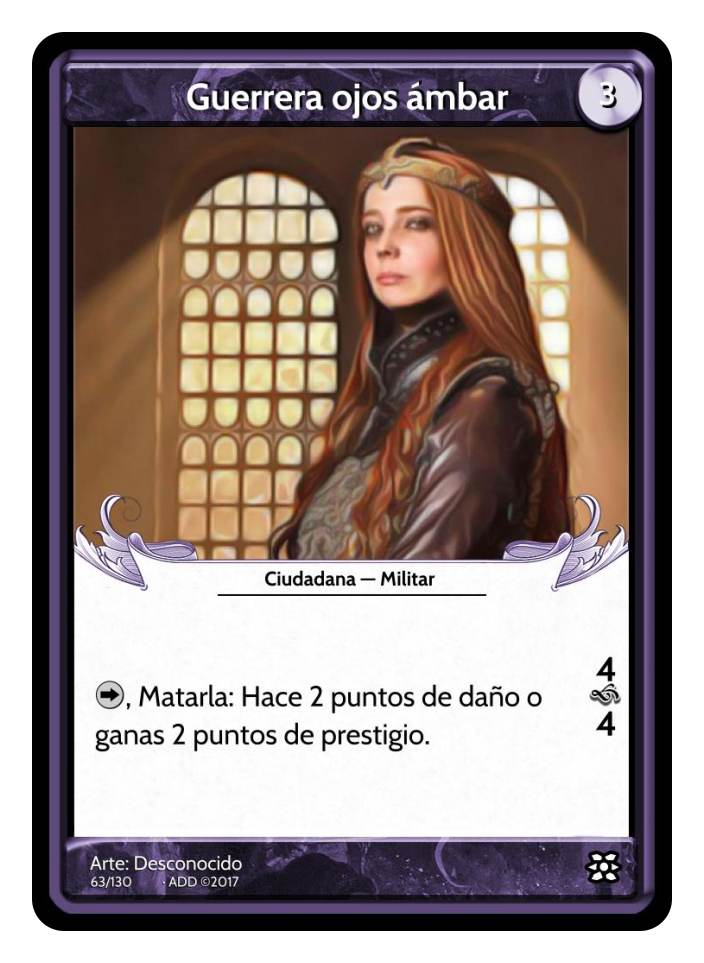 Guerrera ojos ámbar
3
Ciudadana — Militar
, Matarla: Hace 2 puntos de daño o
ganas 2 puntos de prestigio.
4
4
Arte: Desconocido
63/130 · ADD ©2017